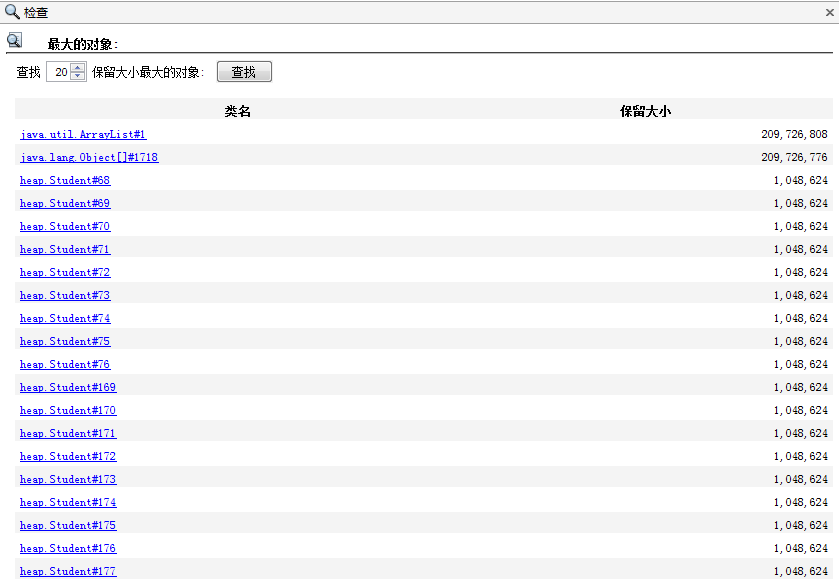 检查
最大的对象:
查找 20 保留大小最大的对象: 查找
类名 保留大小
java.util.ArrayList#1 209,726,808
java.lang.Object[]#1718 209,726,776
heap.Student#68 1,048,624
heap.Student#69 1,048,624
heap.Student#70 1,048,624
heap.Student#71 1,048,624
heap.Student#72 1,048,624
heap.Student#73 1,048,624
heap.Student#74 1,048,624
heap.Student#75 1,048,624
heap.Student#76 1,048,624
heap.Student#169 1,048,624
heap.Student#170 1,048,624
heap.Student#171 1,048,624
heap.Student#172 1,048,624
heap.Student#173 1,048,624
heap.Student#174 1,048,624
heap.Student#175 1,048,624
heap.Student#176 1,048,624
heap.Student#177 1,048,624